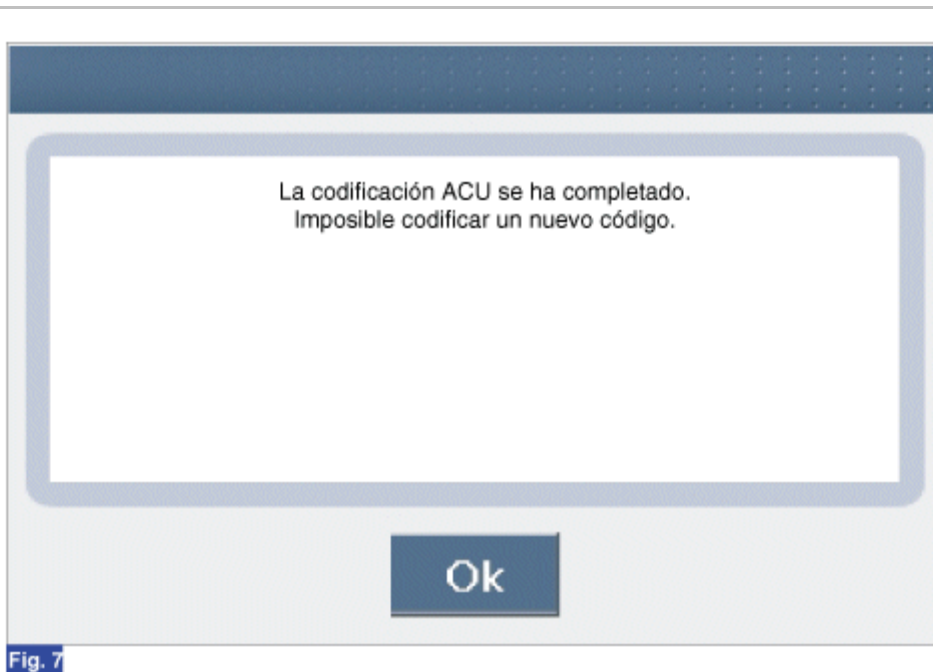 La codificación ACU se ha completado.
Imposible codificar un nuevo código.
Ok
Fig. 7